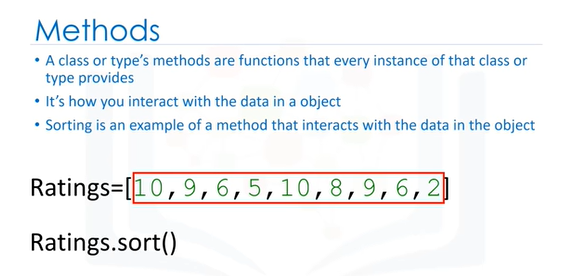 Methods
• A class or type's methods are functions that every instance of that class or
type provides
• It's how you interact with the data in a object
• Sorting is an example of a method that interacts with the data in the object
Ratings=[10,9,6,5,10,8,9,6,2]
Ratings.sort()